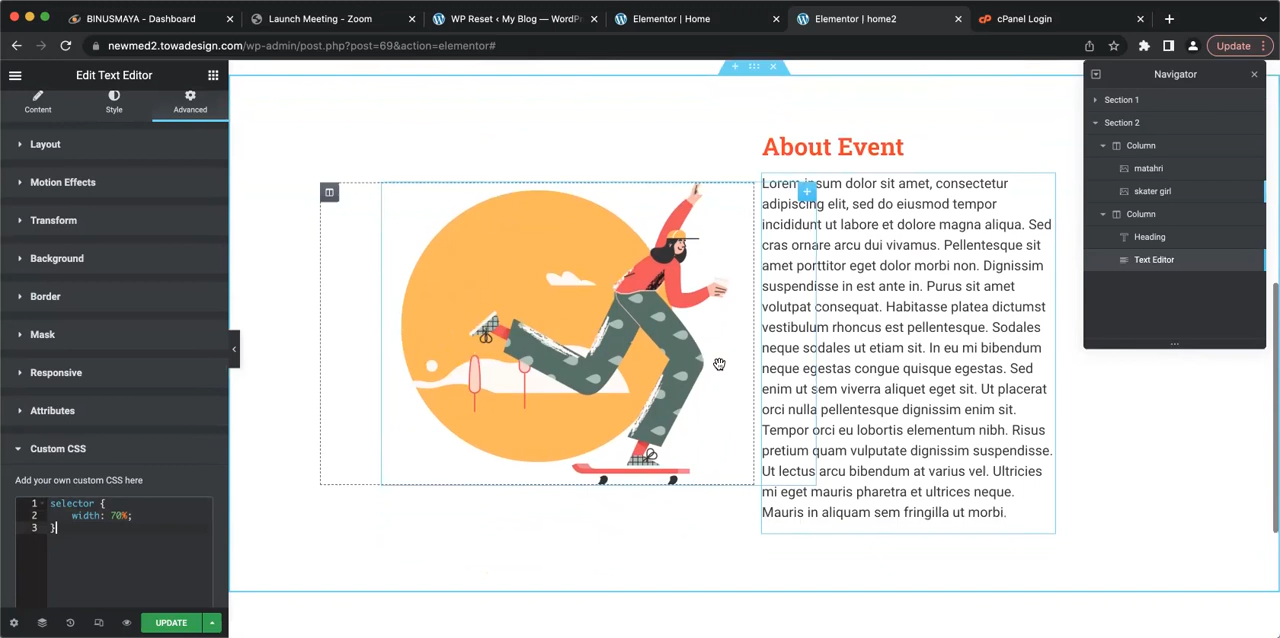 BINUSMAYA - Dashboard
Launch Meeting - Zoom
WP Reset ‹ My Blog — WordPr
Elementor | Home
Elementor | home2
cPanel Login
newmed2.towadesign.com/wp-admin/post.php?post=69&action=elementor#
Update
Edit Text Editor
Content
Style
Advanced
Layout
Motion Effects
Transform
Background
Border
Mask
Responsive
Attributes
Custom CSS
Add your own custom CSS here
1 selector {
2 width: 70%;
3 }
UPDATE
About Event
Lorem ipsum dolor sit amet, consectetur
adipiscing elit, sed do eiusmod tempor
incididunt ut labore et dolore magna aliqua. Sed
cras ornare arcu dui vivamus. Pellentesque sit
amet porttitor eget dolor morbi non. Dignissim
suspendisse in est ante in. Purus sit amet
volutpat consequat. Habitasse platea dictumst
vestibulum rhoncus est pellentesque. Sodales
neque sodales ut etiam sit. In eu mi bibendum
neque egestas congue quisque egestas. Sed
enim ut sem viverra aliquet eget sit. Ut placerat
orci nulla pellentesque dignissim enim sit.
Tempor orci eu lobortis elementum nibh. Risus
pretium quam vulputate dignissim suspendisse.
Ut lectus arcu bibendum at varius vel. Ultricies
mi eget mauris pharetra et ultrices neque.
Mauris in aliquam sem fringilla ut morbi.
Navigator
Section 1
Section 2
Column
matahri
skater girl
Column
Heading
Text Editor